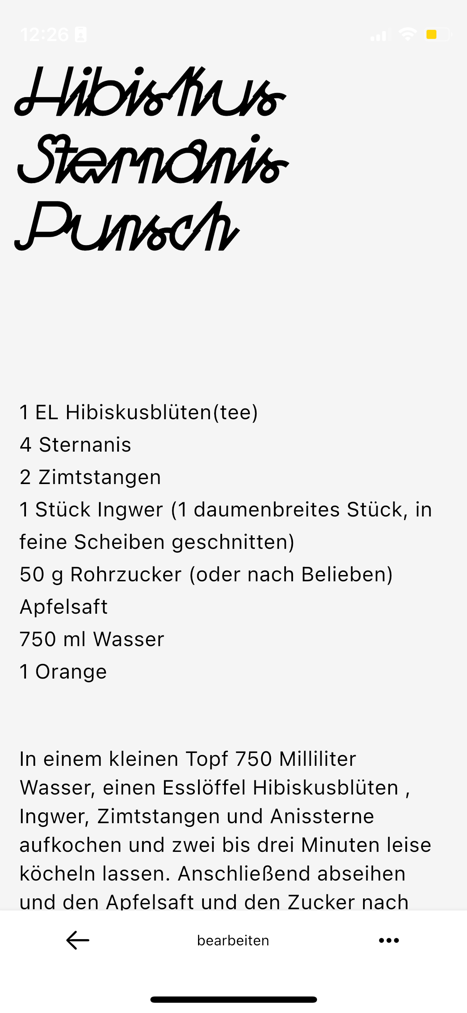 12:26
Hibiskus
Sternanis
Punsch
1 EL Hibiskusblüten(tee)
4 Sternanis
2 Zimtstangen
1 Stück Ingwer (1 daumenbreites Stück, in
feine Scheiben geschnitten)
50 g Rohrzucker (oder nach Belieben)
Apfelsaft
750 ml Wasser
1 Orange
In einem kleinen Topf 750 Milliliter
Wasser, einen Esslöffel Hibiskusblüten ,
Ingwer, Zimtstangen und Anissterne
aufkochen und zwei bis drei Minuten leise
köcheln lassen. Anschließend abseihen
und den Apfelsaft und den Zucker nach
bearbeiten